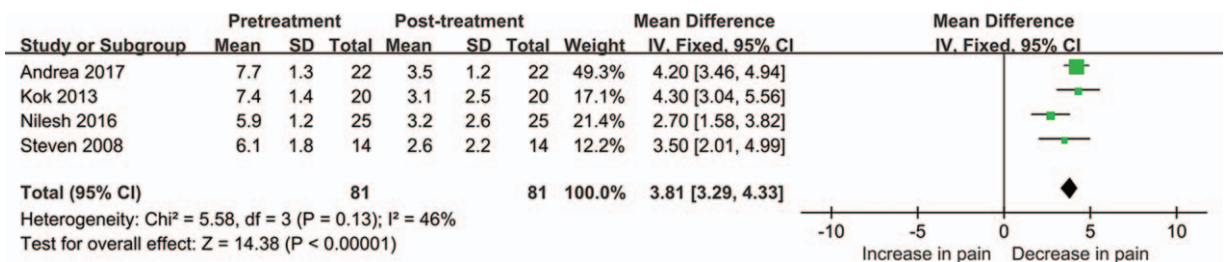 Pretreatment Post-treatment Mean Difference Mean Difference
Study or Subgroup Mean SD Total Mean SD Total Weight IV, Fixed, 95% CI IV, Fixed, 95% CI
Andrea 2017 7.7 1.3 22 3.5 1.2 22 49.3% 4.20 [3.46, 4.94]
Kok 2013 7.4 1.4 20 3.1 2.5 20 17.1% 4.30 [3.04, 5.56]
Nilesh 2016 5.9 1.2 25 3.2 2.6 25 21.4% 2.70 [1.58, 3.82]
Steven 2008 6.1 1.8 14 2.6 2.2 14 12.2% 3.50 [2.01, 4.99]
Total (95% CI) 81 81 100.0% 3.81 [3.29, 4.33]
Heterogeneity: Chi² = 5.58, df = 3 (P = 0.13); I² = 46%
Test for overall effect: Z = 14.38 (P < 0.00001)
-10 -5 0 5 10
Increase in pain Decrease in pain